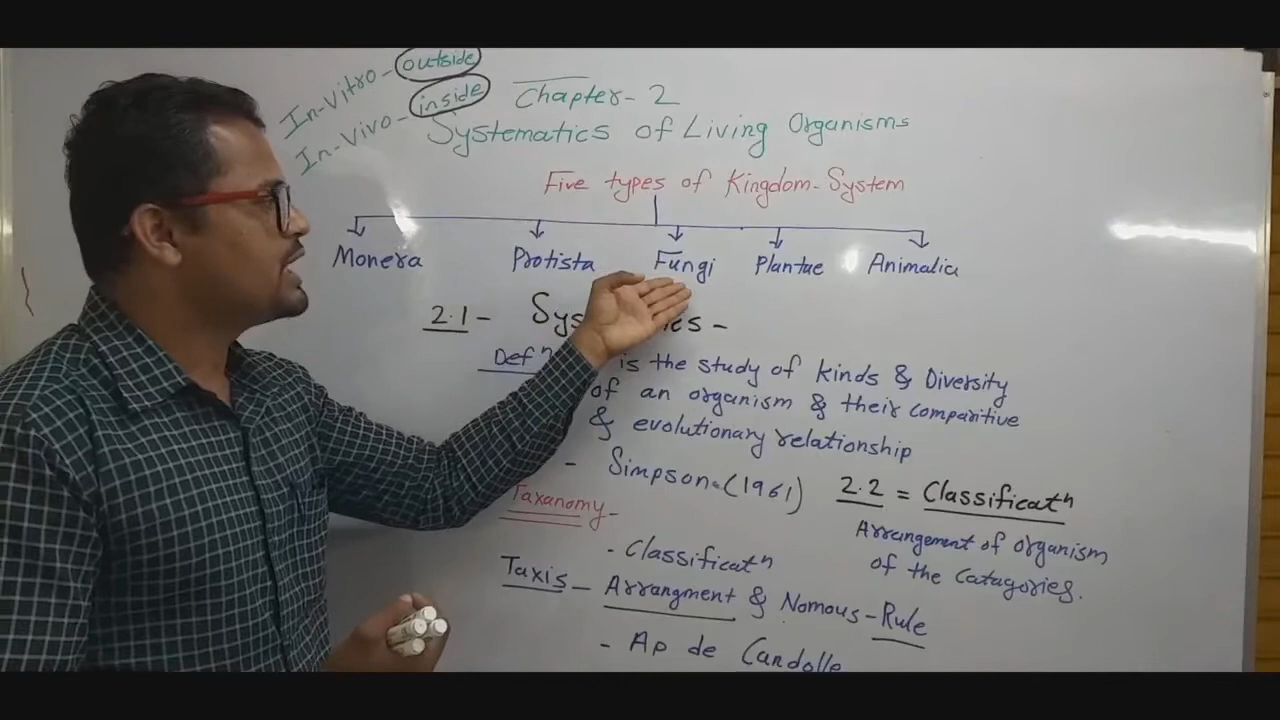 In-Vitro - outside
In-Vivo - inside
Chapter - 2
Systematics of Living Organisms
Five types of Kingdom-System
Monera Protista Fungi Plantae Animalia
2.1 -
Defⁿ is the study of kinds & Diversity
of an organism & their comparitive
& evolutionary relationship
- Simpson. (1961)
2.2 = Classificatⁿ
Arrangement of organism
of the catagories.
Taxanomy -
- Classificatⁿ
Taxis - Arrangment & Nomous - Rule
- Ap de Candolle